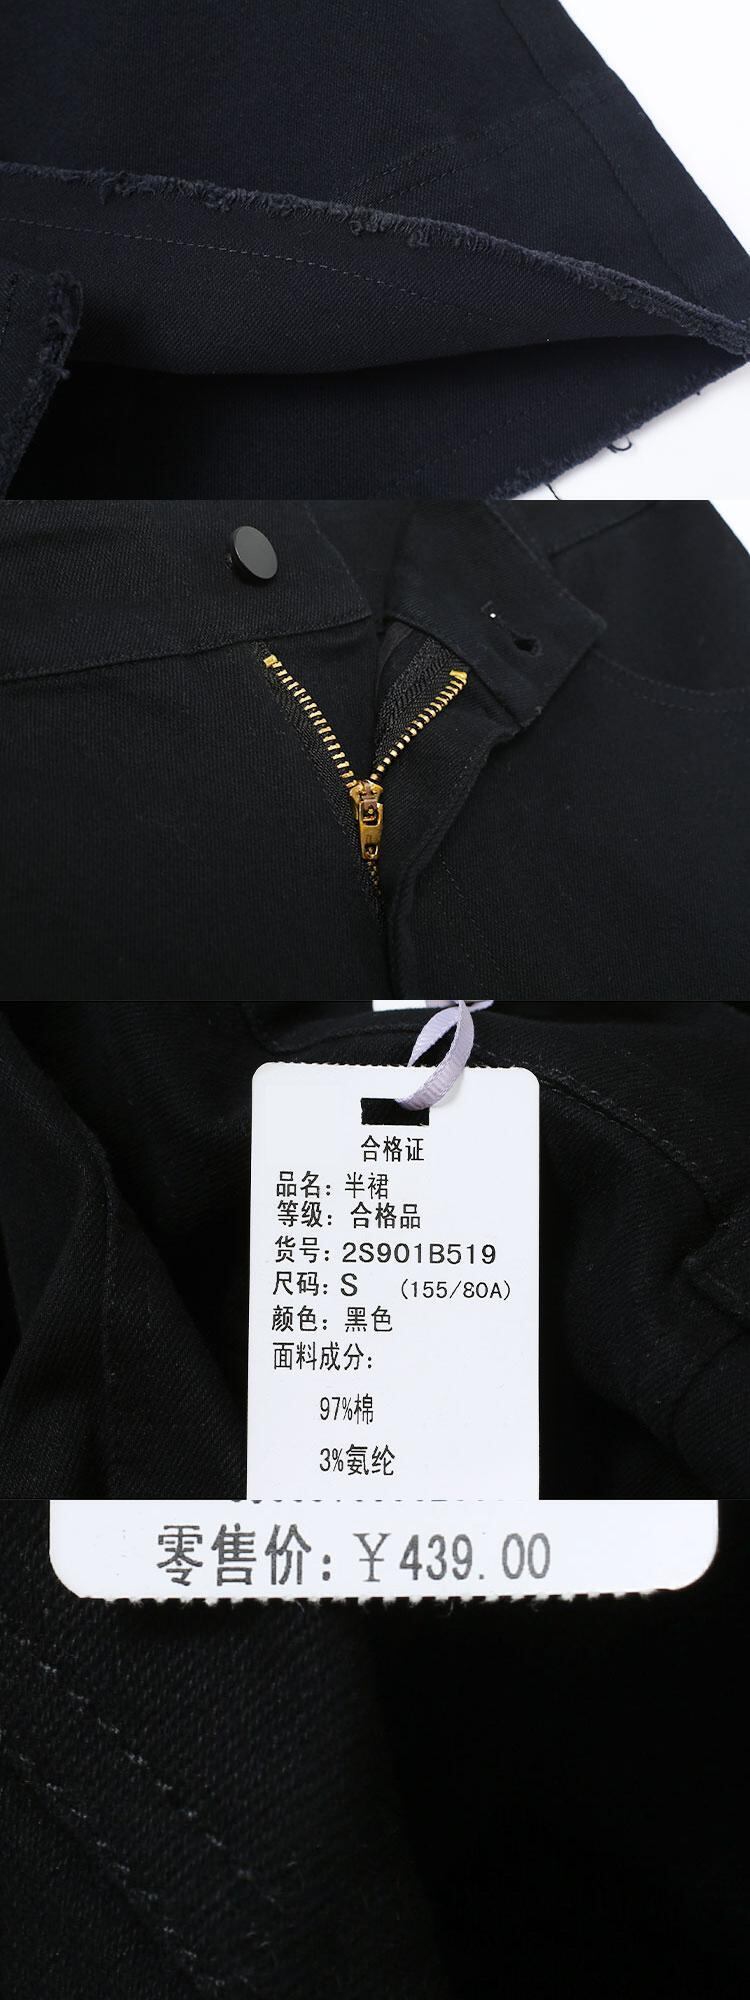 合格证
品名：半裙
等级：合格品
货号：2S901B519
尺码：S （155/80A）
颜色：黑色
面料成分：
97%棉
3%氨纶
零售价：￥439.00